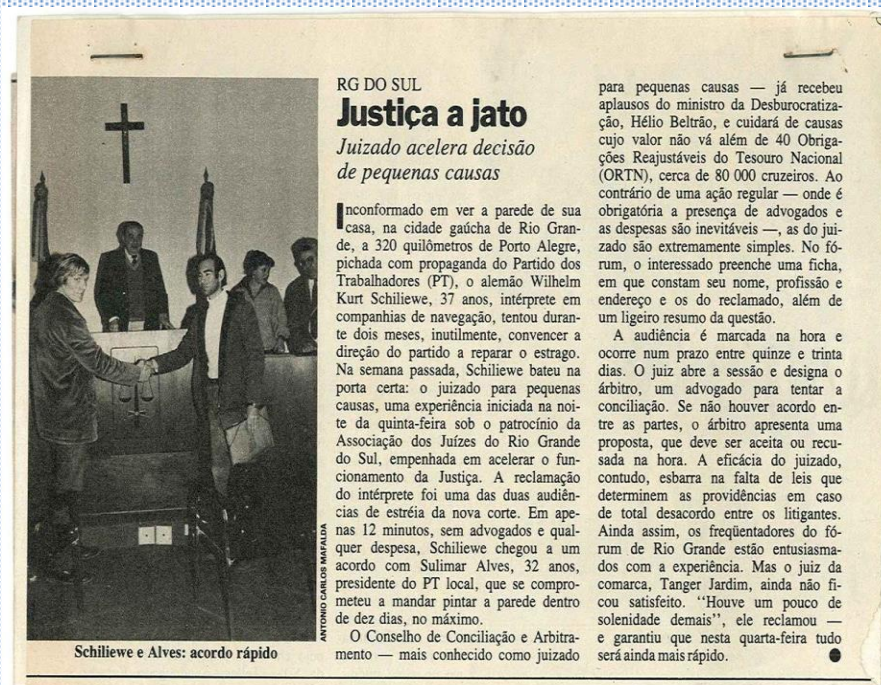 RG DO SUL
Justiça a jato
Juizado acelera decisão
de pequenas causas
Inconformado em ver a parede de sua
casa, na cidade gaúcha de Rio Gran-
de, a 320 quilômetros de Porto Alegre,
pichada com propaganda do Partido dos
Trabalhadores (PT), o alemão Wilhelm
Kurt Schiliewe, 37 anos, intérprete em
companhias de navegação, tentou duran-
te dois meses, inutilmente, convencer a
direção do partido a reparar o estrago.
Na semana passada, Schiliewe bateu na
porta certa: o juizado para pequenas
causas, uma experiência iniciada na noi-
te da quinta-feira sob o patrocínio da
Associação dos Juízes do Rio Grande
do Sul, empenhada em acelerar o fun-
cionamento da Justiça. A reclamação
do intérprete foi uma das duas audiên-
cias de estréia da nova corte. Em ape-
nas 12 minutos, sem advogados e qual-
quer despesa, Schiliewe chegou a um
acordo com Sulimar Alves, 32 anos,
presidente do PT local, que se compro-
meteu a mandar pintar a parede dentro
de dez dias, no máximo.
O Conselho de Conciliação e Arbitra-
mento — mais conhecido como juizado
para pequenas causas — já recebeu
aplausos do ministro da Desburocratiza-
ção, Hélio Beltrão, e cuidará de causas
cujo valor não vá além de 40 Obriga-
ções Reajustáveis do Tesouro Nacional
(ORTN), cerca de 80 000 cruzeiros. Ao
contrário de uma ação regular — onde é
obrigatória a presença de advogados e
as despesas são inevitáveis —, as do jui-
zado são extremamente simples. No fó-
rum, o interessado preenche uma ficha,
em que constam seu nome, profissão e
endereço e os do reclamado, além de
um ligeiro resumo da questão.
A audiência é marcada na hora e
ocorre num prazo entre quinze e trinta
dias. O juiz abre a sessão e designa o
árbitro, um advogado para tentar a
conciliação. Se não houver acordo en-
tre as partes, o árbitro apresenta uma
proposta, que deve ser aceita ou recu-
sada na hora. A eficácia do juizado,
contudo, esbarra na falta de leis que
determinem as providências em caso
de total desacordo entre os litigantes.
Ainda assim, os freqüentadores do fó-
rum de Rio Grande estão entusiasma-
dos com a experiência. Mas o juiz da
comarca, Tanger Jardim, ainda não fi-
cou satisfeito. "Houve um pouco de
solenidade demais", ele reclamou —
e garantiu que nesta quarta-feira tudo
será ainda mais rápido.
ANTONIO CARLOS MAFALDA
Schiliewe e Alves: acordo rápido